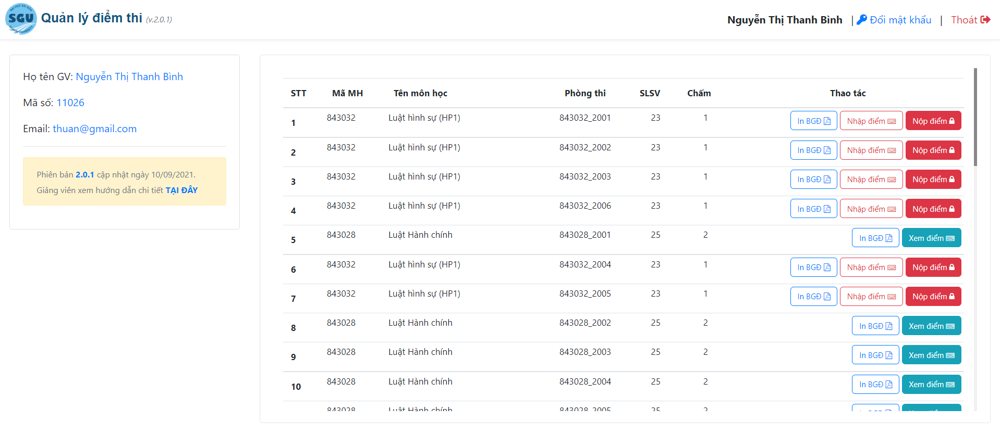 ĐẠI HỌC SÀI GÒN
SGU
SAIGON UNIVERSITY
Quản lý điểm thi (v.2.0.1)
Nguyễn Thị Thanh Bình | Đổi mật khẩu | Thoát
Họ tên GV: Nguyễn Thị Thanh Bình
Mã số: 11026
Email: thuan@gmail.com
Phiên bản 2.0.1 cập nhật ngày 10/09/2021.
Giảng viên xem hướng dẫn chi tiết TẠI ĐÂY
STT Mã MH Tên môn học Phòng thi SLSV Chấm Thao tác
1 843032 Luật hình sự (HP1) 843032_2001 23 1 In BGĐ Nhập điểm Nộp điểm
2 843032 Luật hình sự (HP1) 843032_2002 23 1 In BGĐ Nhập điểm Nộp điểm
3 843032 Luật hình sự (HP1) 843032_2003 23 1 In BGĐ Nhập điểm Nộp điểm
4 843032 Luật hình sự (HP1) 843032_2006 23 1 In BGĐ Nhập điểm Nộp điểm
5 843028 Luật Hành chính 843028_2001 25 2 In BGĐ Xem điểm
6 843032 Luật hình sự (HP1) 843032_2004 23 1 In BGĐ Nhập điểm Nộp điểm
7 843032 Luật hình sự (HP1) 843032_2005 23 1 In BGĐ Nhập điểm Nộp điểm
8 843028 Luật Hành chính 843028_2002 25 2 In BGĐ Xem điểm
9 843028 Luật Hành chính 843028_2003 25 2 In BGĐ Xem điểm
10 843028 Luật Hành chính 843028_2004 25 2 In BGĐ Xem điểm
843028 Luật Hành chính 843028_2005 25 2